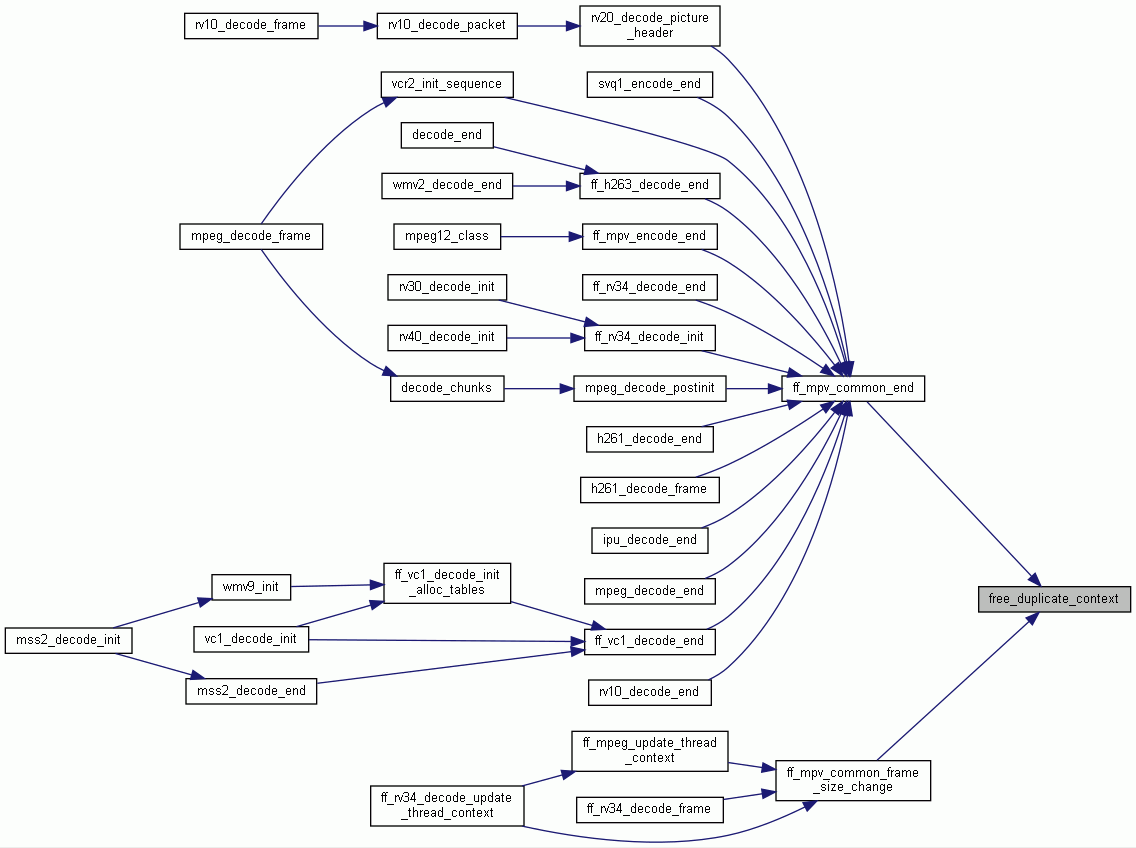 rv10_decode_frame
rv10_decode_packet
rv20_decode_picture
_header
vcr2_init_sequence
svq1_encode_end
decode_end
wmv2_decode_end
ff_h263_decode_end
mpeg_decode_frame
mpeg12_class
ff_mpv_encode_end
rv30_decode_init
ff_rv34_decode_end
rv40_decode_init
ff_rv34_decode_init
decode_chunks
mpeg_decode_postinit
ff_mpv_common_end
h261_decode_end
h261_decode_frame
ipu_decode_end
wmv9_init
ff_vc1_decode_init
_alloc_tables
mpeg_decode_end
free_duplicate_context
mss2_decode_init
vc1_decode_init
ff_vc1_decode_end
mss2_decode_end
rv10_decode_end
ff_mpeg_update_thread
_context
ff_mpv_common_frame
_size_change
ff_rv34_decode_update
_thread_context
ff_rv34_decode_frame